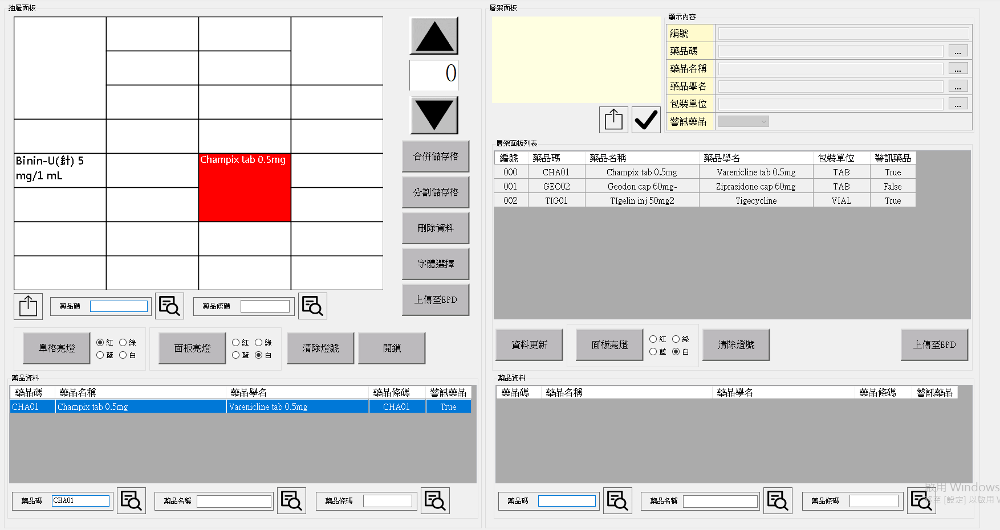 抽屜面板
Binin-U(針) 5
mg/1 mL
Champix tab 0.5mg
0
合併儲存格
分割儲存格
刪除資料
字體選擇
上傳至EPD
藥品碼
藥品條碼
單格亮燈
紅
綠
藍
白
面板亮燈
紅
綠
藍
白
清除燈號
開鎖
藥品資料
藥品碼 藥品名稱 藥品學名 藥品條碼 警訊藥品
CHA01 Champix tab 0.5mg Varenicline tab 0.5mg CHA01 True
藥品碼 CHA01
藥品名稱
藥品條碼
層架面板
顯示內容
編號
藥品碼 ...
藥品名稱 ...
藥品學名 ...
包裝單位 ...
警訊藥品
層架面板列表
編號 藥品碼 藥品名稱 藥品學名 包裝單位 警訊藥品
000 CHA01 Champix tab 0.5mg Varenicline tab 0.5mg TAB True
001 GEO02 Geodon cap 60mg- Ziprasidone cap 60mg TAB False
002 TIG01 TIgelin inj 50mg2 Tigecycline VIAL True
資料更新
面板亮燈
紅
綠
藍
白
清除燈號
上傳至EPD
藥品資料
藥品碼 藥品名稱 藥品學名 藥品條碼 警訊藥品
藥品碼
藥品名稱
藥品條碼
啟用 Windows
移至 [設定] 以啟用 W